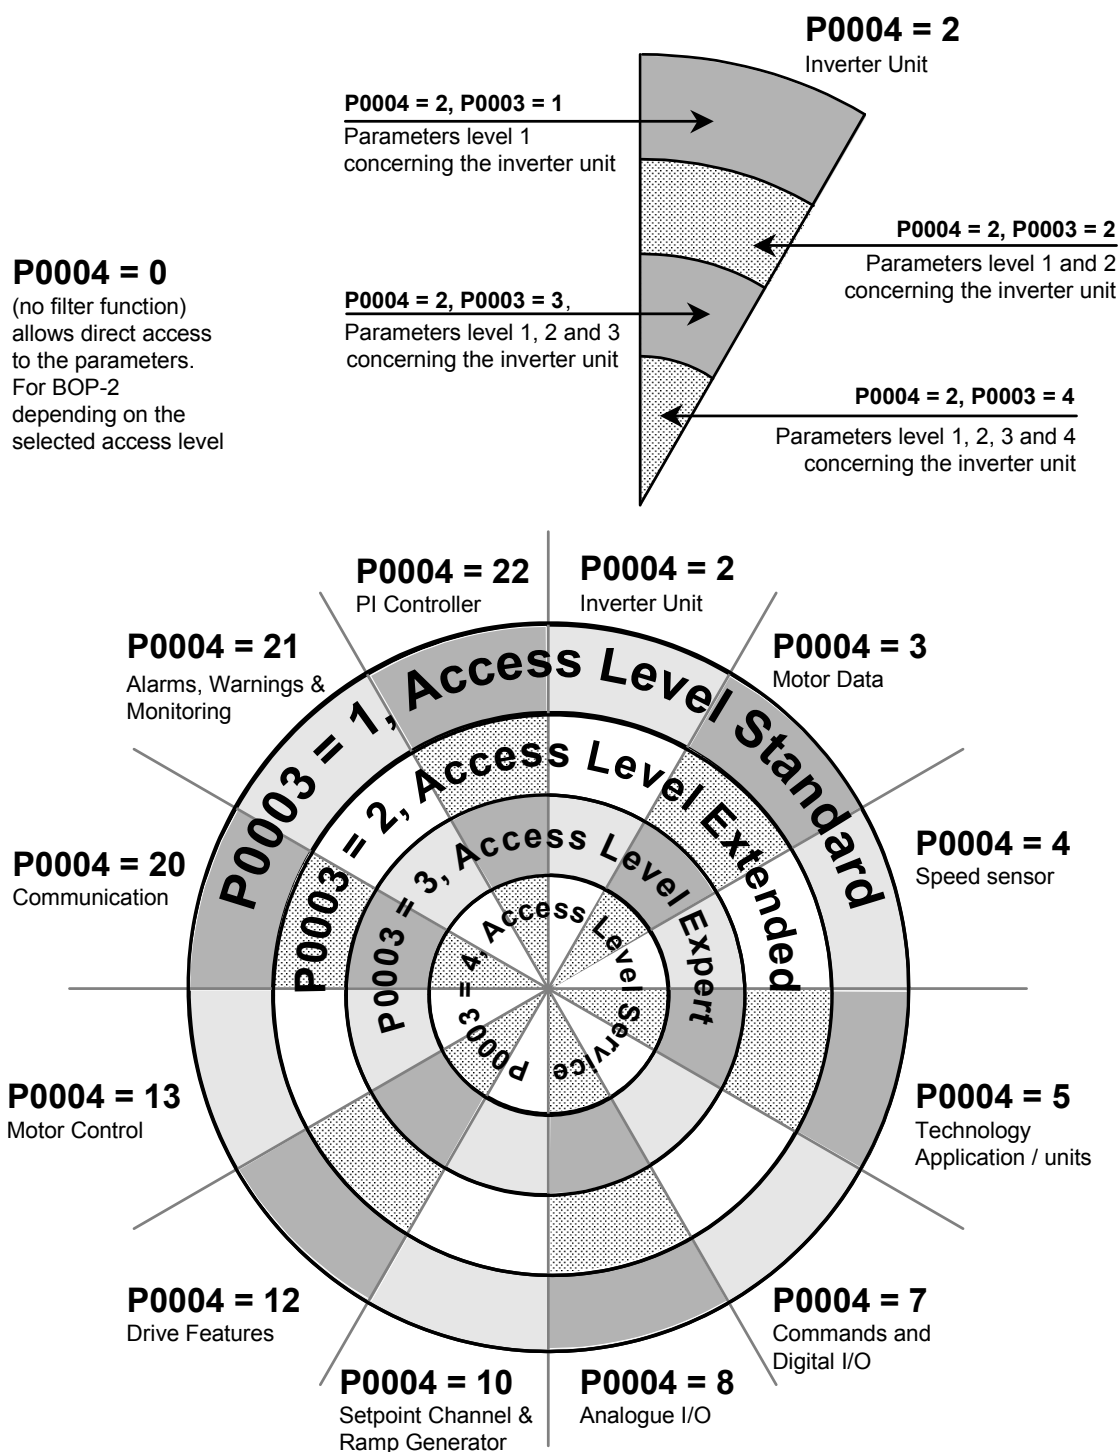 P0004 = 2
Inverter Unit
P0004 = 2, P0003 = 1
Parameters level 1
concerning the inverter unit
P0004 = 2, P0003 = 2
Parameters level 1 and 2
concerning the inverter unit
P0004 = 0
(no filter function)
allows direct access
to the parameters.
For BOP-2
depending on the
selected access level
P0004 = 2, P0003 = 3,
Parameters level 1, 2 and 3
concerning the inverter unit
P0004 = 2, P0003 = 4
Parameters level 1, 2, 3 and 4
concerning the inverter unit
P0004 = 22
PI Controller
P0004 = 2
Inverter Unit
P0004 = 21
Alarms, Warnings &
Monitoring
P0004 = 3
Motor Data
P0003 = 1, Access Level Standard
P0003 = 2, Access Level Extended
P0003 = 3, Access Level Expert
P0003 = 4, Access Level Service
P0004 = 20
Communication
P0004 = 4
Speed sensor
P0004 = 13
Motor Control
P0004 = 5
Technology
Application / units
P0004 = 12
Drive Features
P0004 = 7
Commands and
Digital I/O
P0004 = 10
Setpoint Channel &
Ramp Generator
P0004 = 8
Analogue I/O